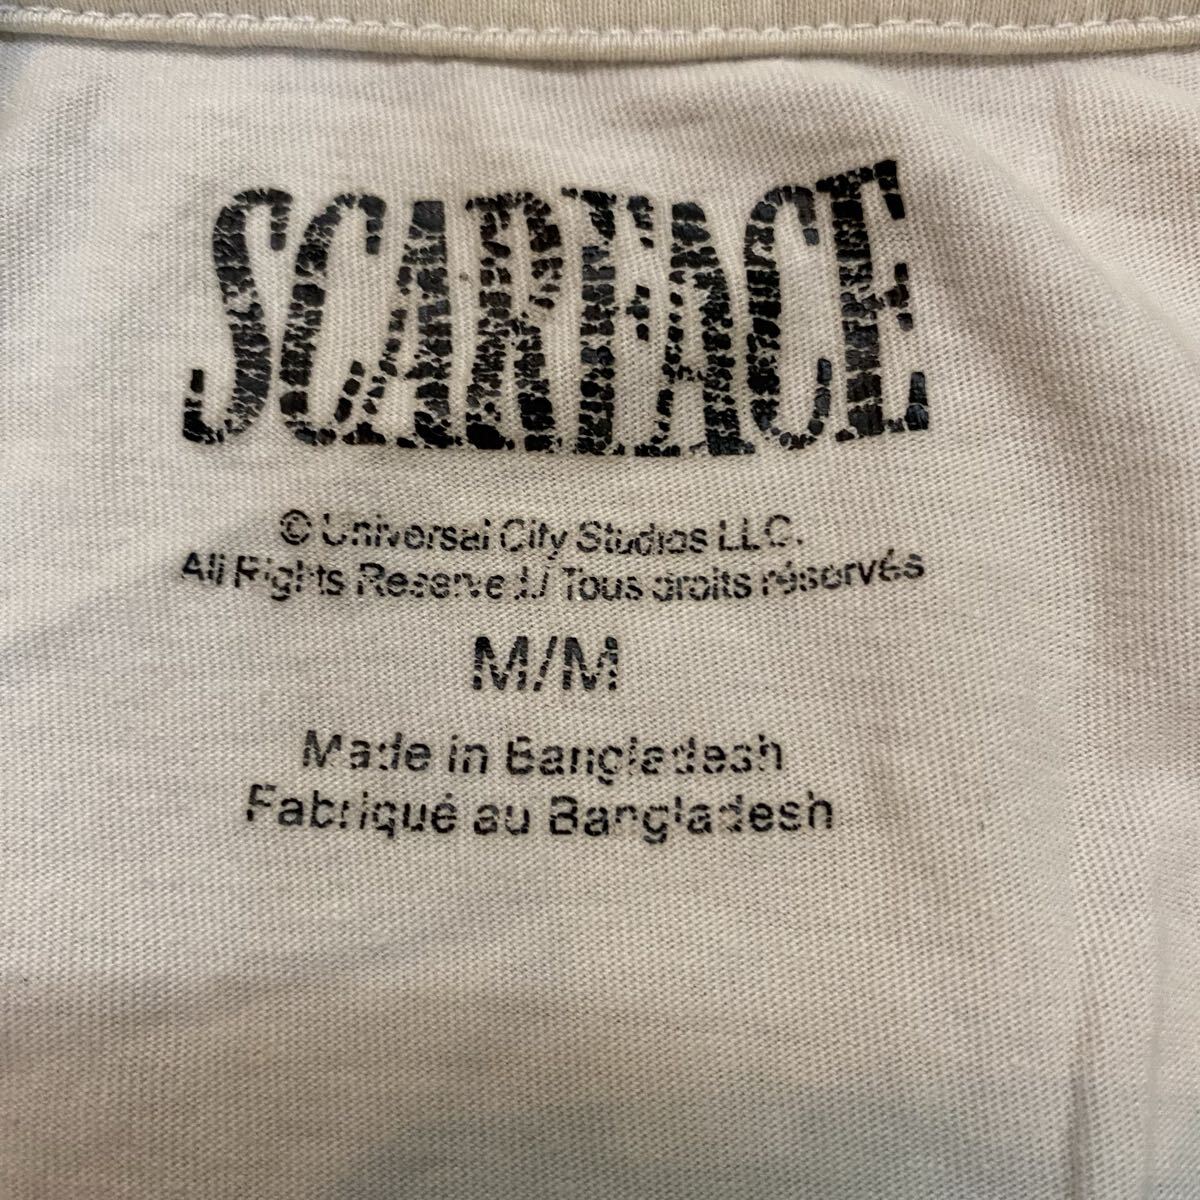 SCARFACE
© Universal City Studios LLC.
All Rights Reserved./ Tous droits réservés
M/M
Made in Bangladesh
Fabriqué au Bangladesh